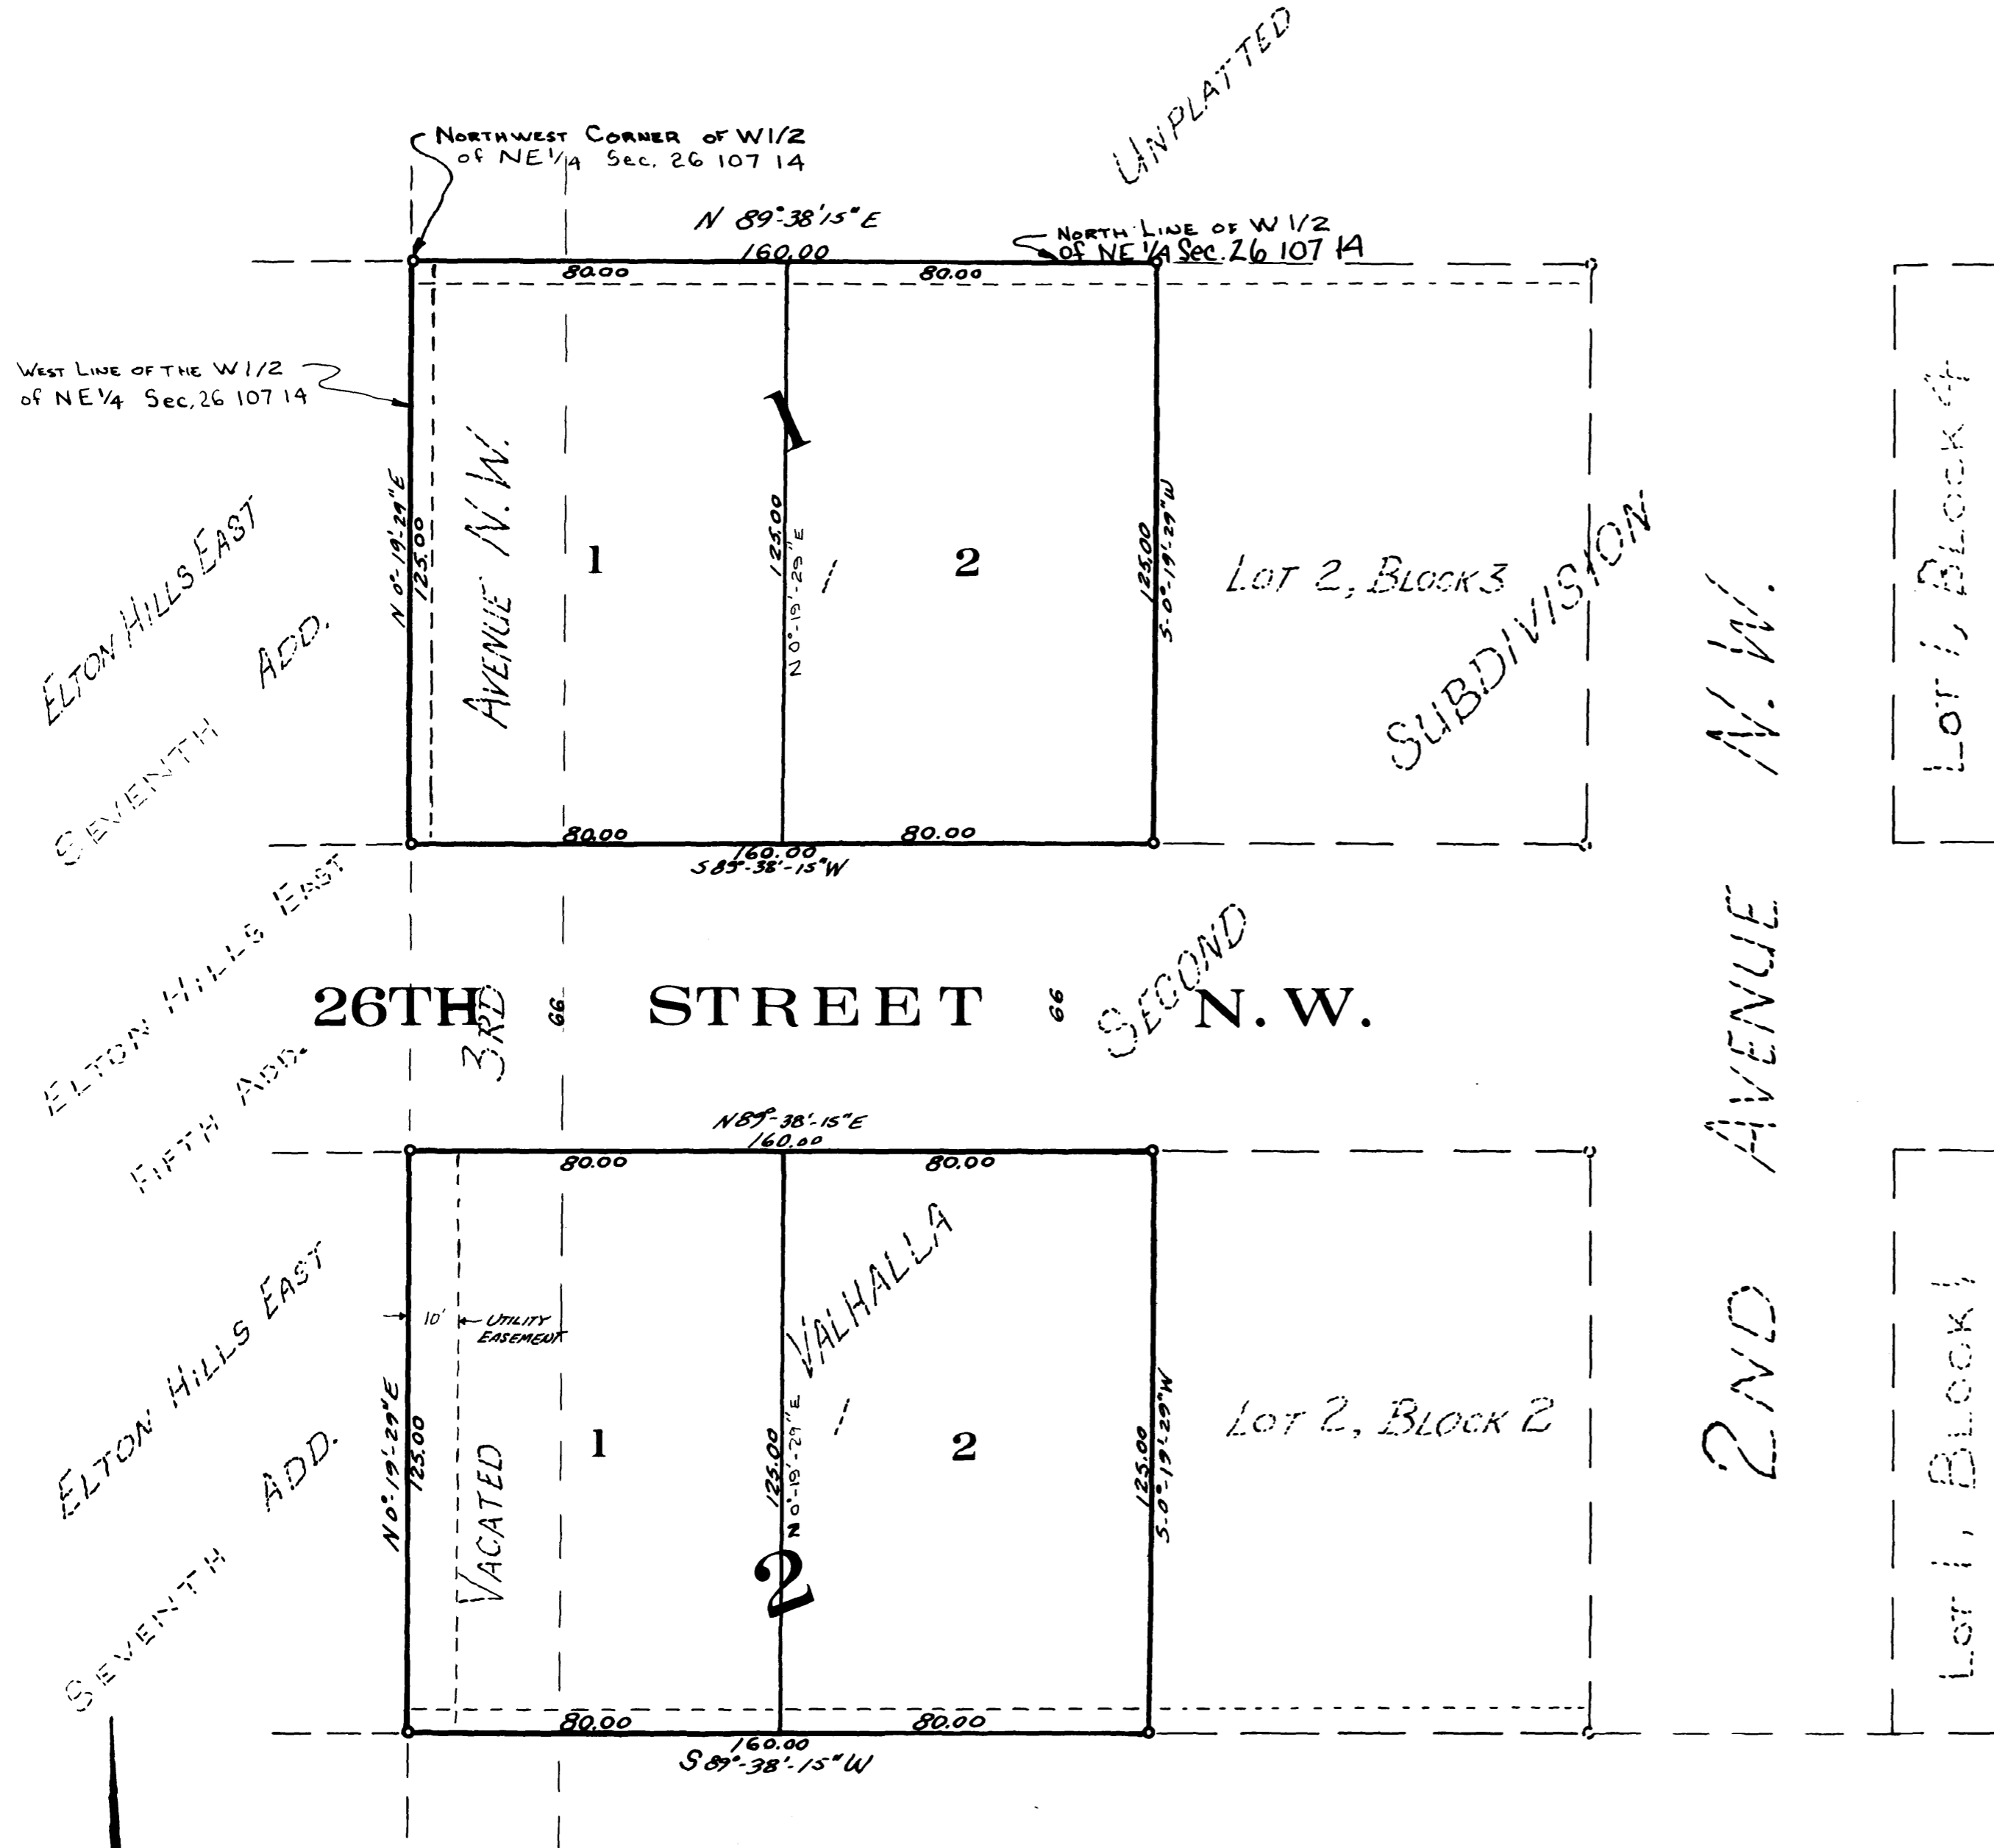 UNPLATTED
NORTHWEST CORNER OF W1/2
of NE 1/4 Sec. 26 107 14
N 89°-38'15" E
160.00
NORTH LINE OF W 1/2
of NE 1/4 Sec. 26 107 14
80.00
80.00
WEST LINE OF THE W1/2
of NE 1/4 Sec. 26 107 14
1
N 0°-19'-29" E
125.00
AVENUE N.W.
1
125.00
N 0°-19'-29" E
2
125.00
S-0°-19'-29" W
LOT 2, BLOCK 3
SUBDIVISION
N. W.
LOT 1, BLOCK 4
ELTON HILLS EAST
SEVENTH ADD.
80.00
80.00
160.00
S 89°-38'-15" W
ELTON HILLS EAST
FIFTH ADD.
26TH STREET N. W.
3RD
66
66
SECOND
AVENUE
N 89°-38'-15" E
160.00
80.00
80.00
VALHALLA
10'
UTILITY
EASEMENT
ELTON HILLS EAST
SEVENTH ADD.
N 0°-19'-29" E
125.00
VACATED
1
125.00
N 0°-19'-29" E
2
2
125.00
S-0°-19'-29" W
LOT 2, BLOCK 2
2ND
LOT 1, BLOCK 1
80.00
80.00
160.00
S 89°-38'-15" W